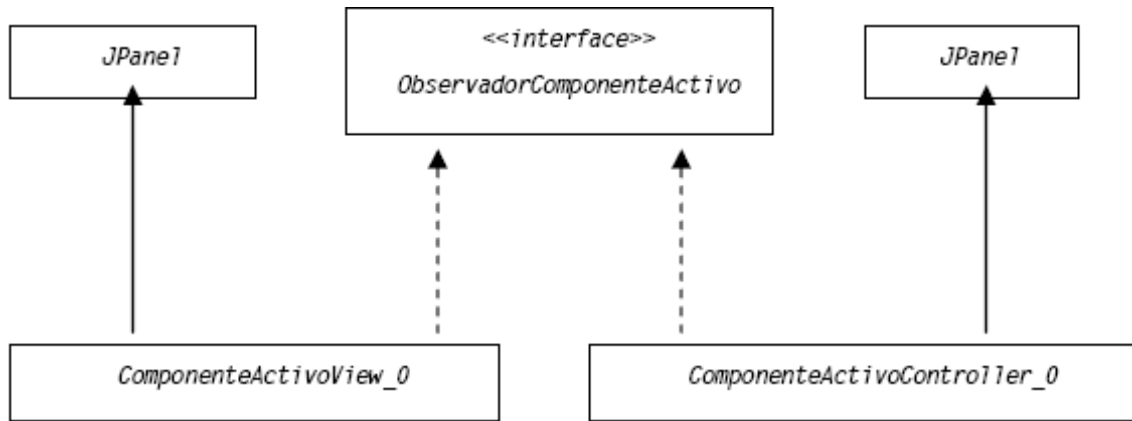 JPanel
<<interface>>
ObservadorComponenteActivo
JPanel
ComponenteActivoView_0
ComponenteActivoController_0